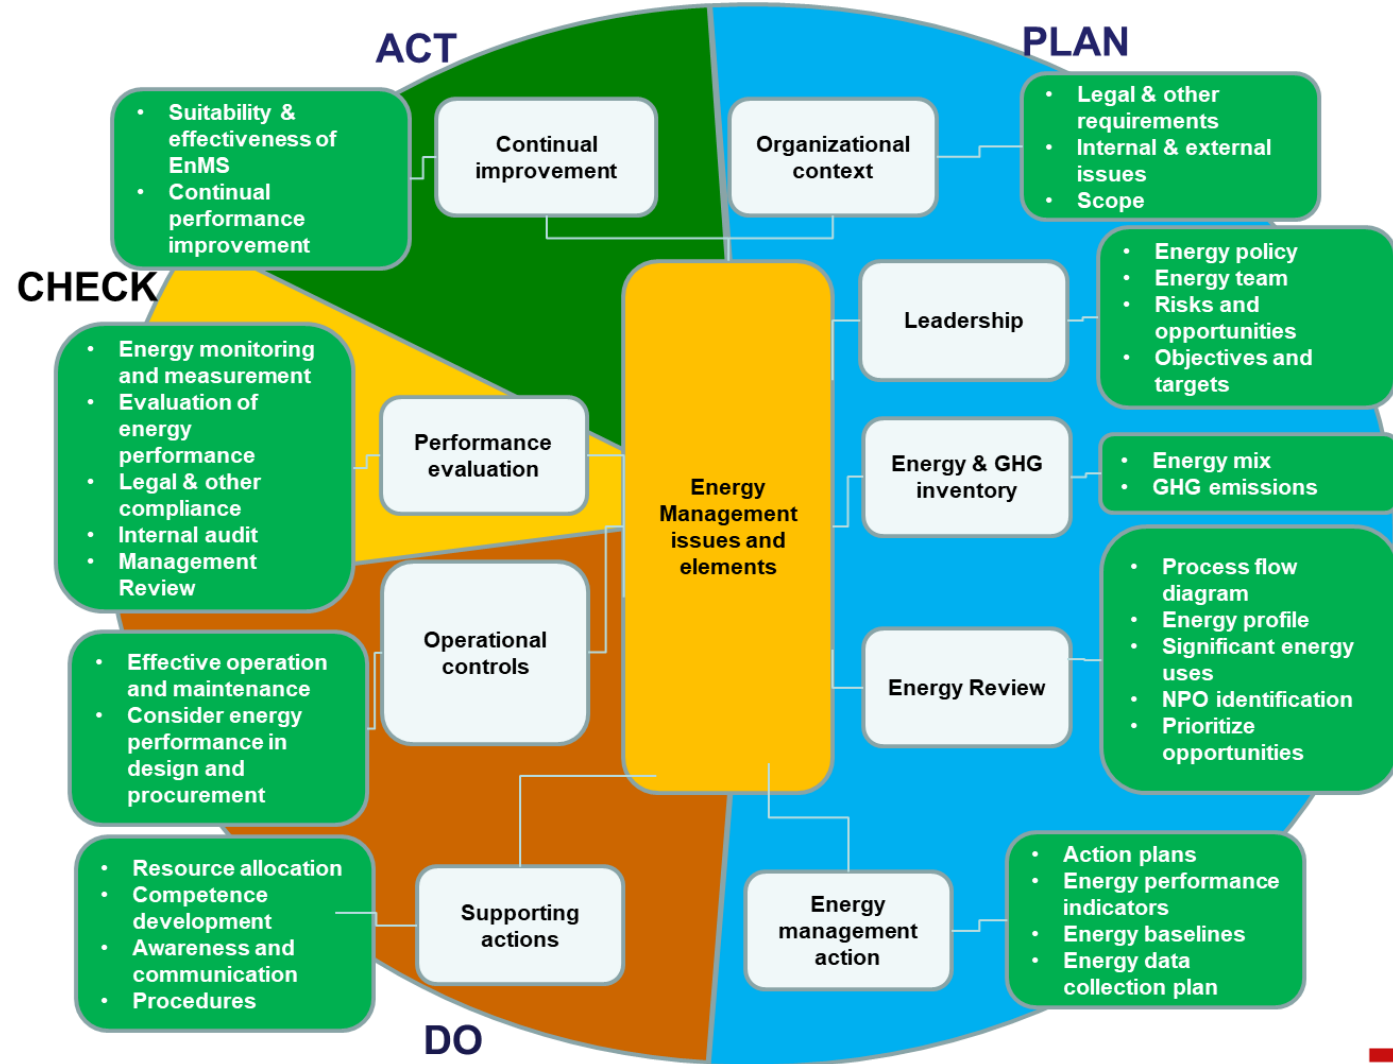 ACT
PLAN
• Suitability &
effectiveness of
EnMS
• Continual
performance
improvement
Continual
improvement
Organizational
context
• Legal & other
requirements
• Internal & external
issues
• Scope
CHECK
Leadership
• Energy policy
• Energy team
• Risks and
opportunities
• Objectives and
targets
• Energy monitoring
and measurement
• Evaluation of
energy
performance
• Legal & other
compliance
• Internal audit
• Management
Review
Performance
evaluation
Energy
Management
issues and
elements
Energy & GHG
inventory
• Energy mix
• GHG emissions
• Effective operation
and maintenance
• Consider energy
performance in
design and
procurement
Operational
controls
Energy Review
• Process flow
diagram
• Energy profile
• Significant energy
uses
• NPO identification
• Prioritize
opportunities
• Resource allocation
• Competence
development
• Awareness and
communication
• Procedures
Supporting
actions
Energy
management
action
• Action plans
• Energy performance
indicators
• Energy baselines
• Energy data
collection plan
DO